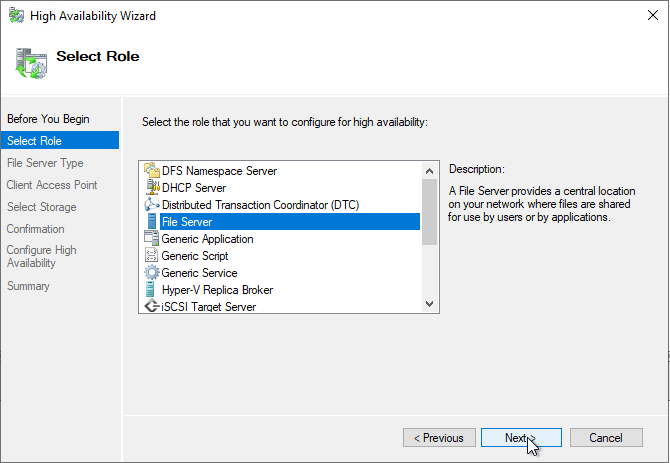 High Availability Wizard
Select Role
Before You Begin
Select Role
File Server Type
Client Access Point
Select Storage
Confirmation
Configure High
Availability
Summary
Select the role that you want to configure for high availability:
DFS Namespace Server
DHCP Server
Distributed Transaction Coordinator (DTC)
File Server
Generic Application
Generic Script
Generic Service
Hyper-V Replica Broker
iSCSI Target Server
Description:
A File Server provides a central location
on your network where files are shared
for use by users or by applications.
< Previous
Next >
Cancel